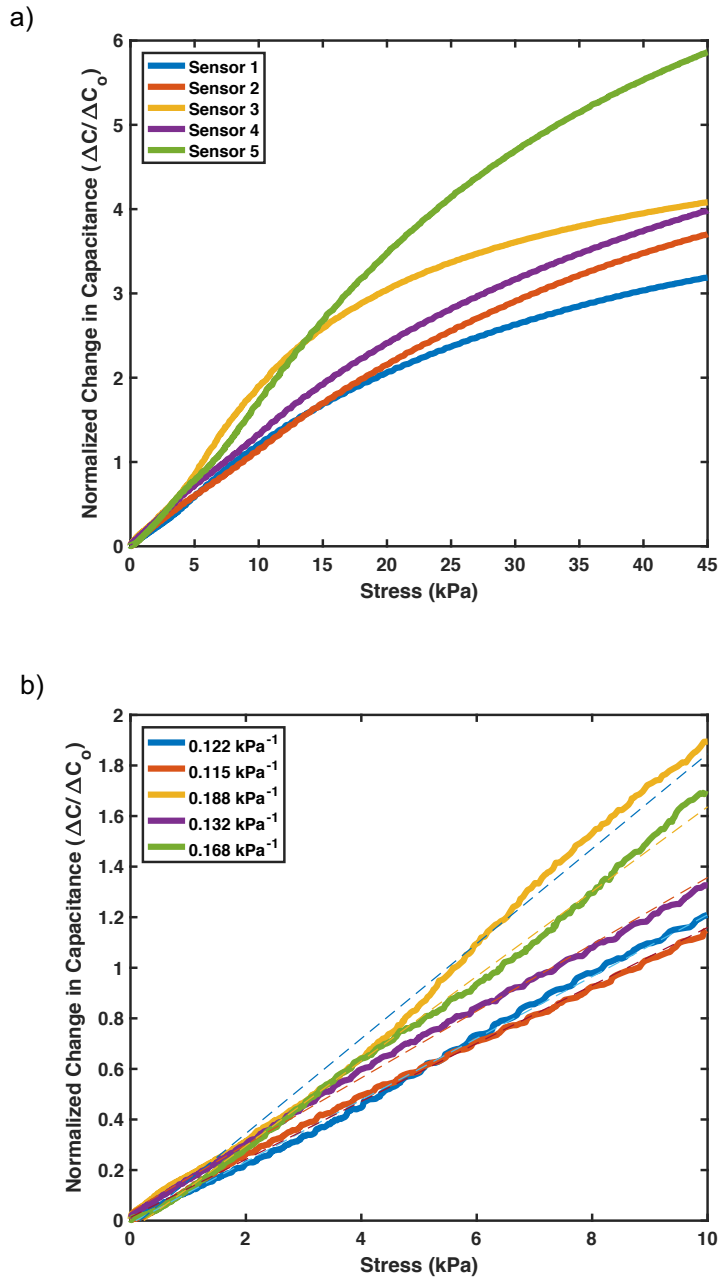 a)
6
5
4
3
2
1
0
Normalized Change in Capacitance (ΔC/ΔC₀)
Sensor 1
Sensor 2
Sensor 3
Sensor 4
Sensor 5
0 5 10 15 20 25 30 35 40 45
Stress (kPa)
b)
2
1.8
1.6
1.4
1.2
1
0.8
0.6
0.4
0.2
0
Normalized Change in Capacitance (ΔC/ΔC₀)
0.122 kPa⁻¹
0.115 kPa⁻¹
0.188 kPa⁻¹
0.132 kPa⁻¹
0.168 kPa⁻¹
0 2 4 6 8 10
Stress (kPa)